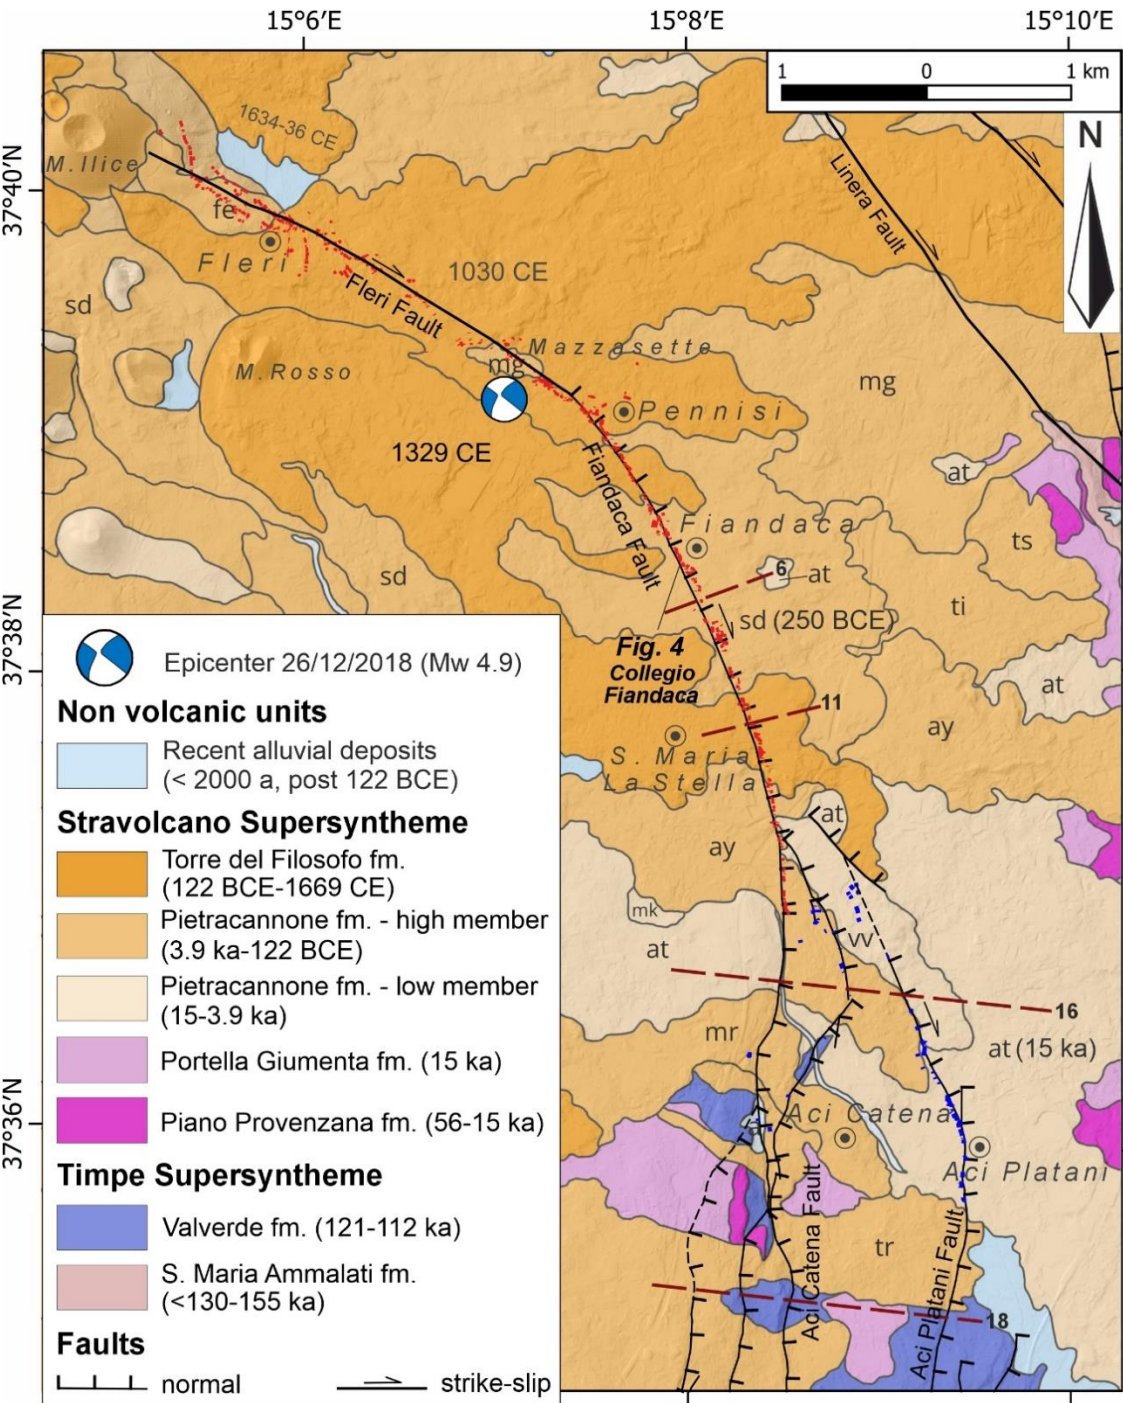 15°6′E
15°8′E
15°10′E
1 0 1 km
N
37°40′N
37°38′N
37°36′N
1634-36 CE
M. Ilice
fe
Fleri
sd
1030 CE
Fleri Fault
Linera Fault
M. Rosso
Mazzasette
mg
mg
Pennisi
1329 CE
Fiandaca Fault
at
Fiandaca
ts
sd
6
at
ti
sd (250 BCE)
Fig. 4
Collegio
Fiandaca
at
11
ay
S. Maria
La Stella
at
ay
mk
at
vv
16
mr
at (15 ka)
Aci Catena
Aci Platani
Aci Catena Fault
tr
Aci Platani Fault
18
Epicenter 26/12/2018 (Mw 4.9)
Non volcanic units
Recent alluvial deposits
(< 2000 a, post 122 BCE)
Stravolcano Supersyntheme
Torre del Filosofo fm.
(122 BCE-1669 CE)
Pietracannone fm. - high member
(3.9 ka-122 BCE)
Pietracannone fm. - low member
(15-3.9 ka)
Portella Giumenta fm. (15 ka)
Piano Provenzana fm. (56-15 ka)
Timpe Supersyntheme
Valverde fm. (121-112 ka)
S. Maria Ammalati fm.
(<130-155 ka)
Faults
normal
strike-slip